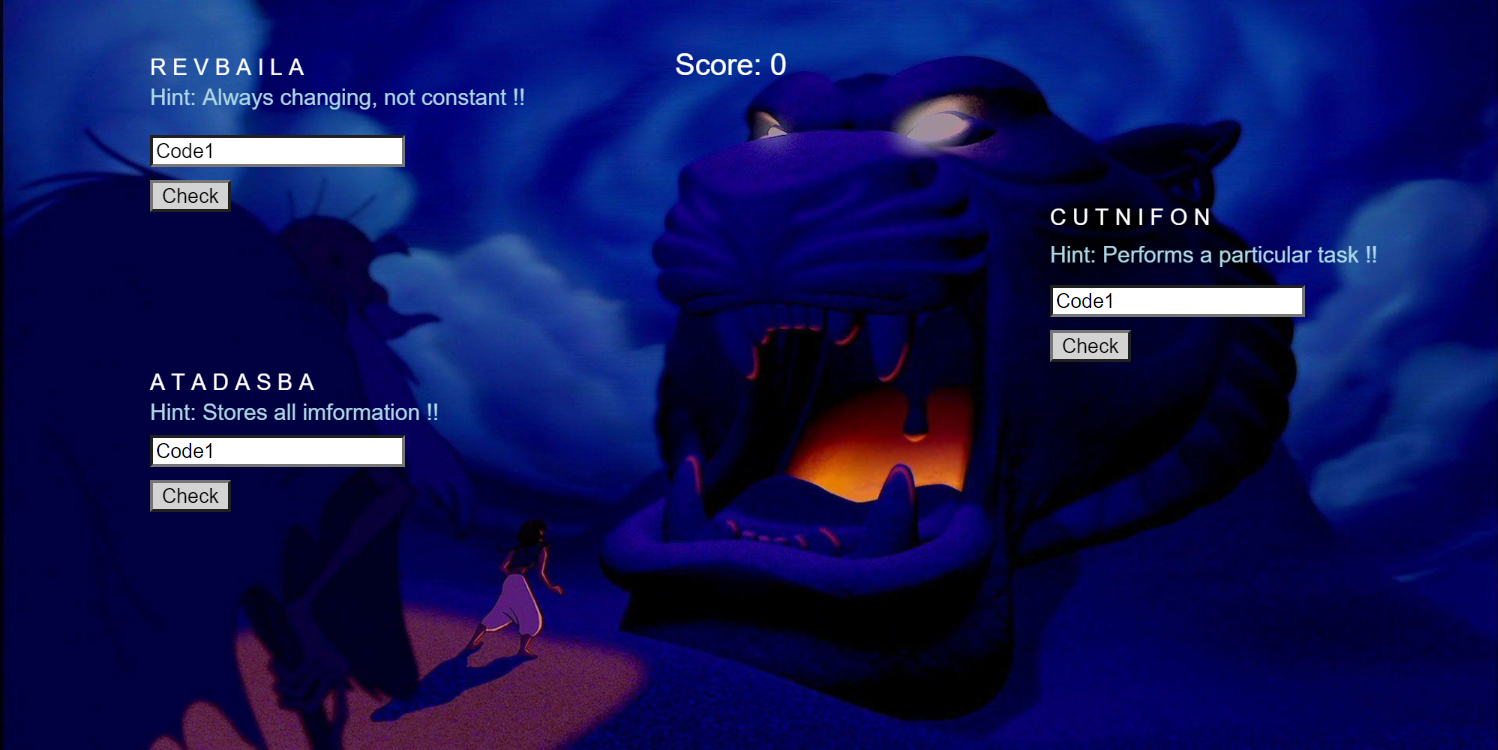 Score: 0
R E V B A I L A
Hint: Always changing, not constant !!
Code1
Check
C U T N I F O N
Hint: Performs a particular task !!
Code1
Check
A T A D A S B A
Hint: Stores all imformation !!
Code1
Check